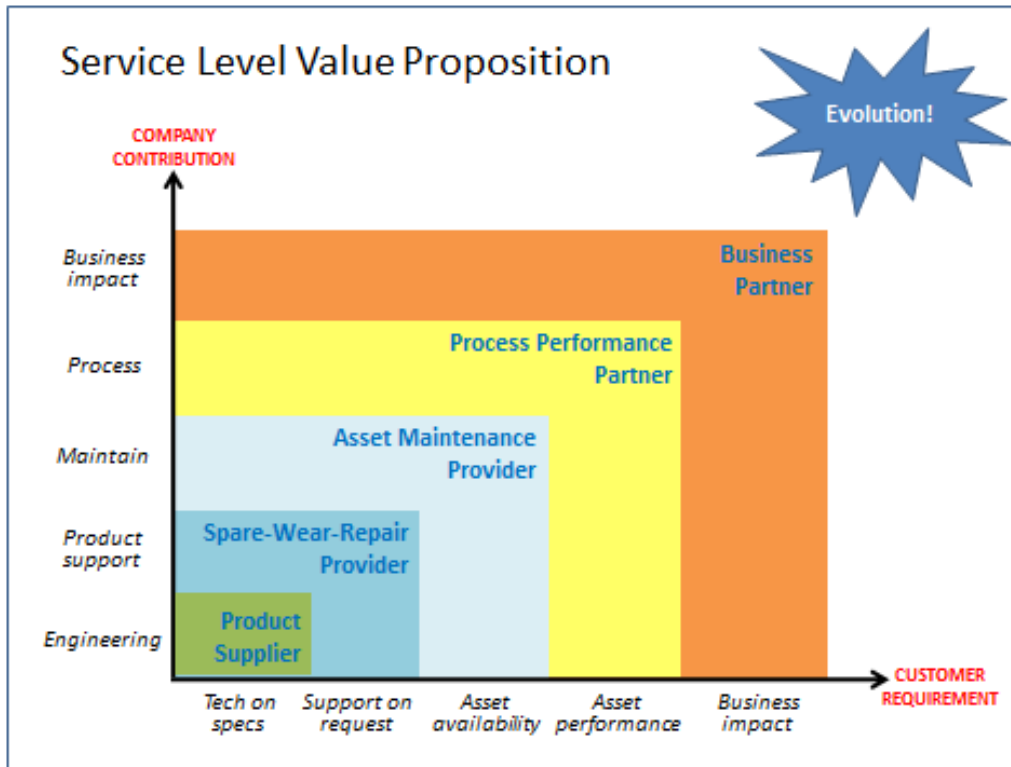 Service Level Value Proposition
Evolution!
COMPANY
CONTRIBUTION
Business
impact
Business
Partner
Process
Process Performance
Partner
Maintain
Asset Maintenance
Provider
Product
support
Spare-Wear-Repair
Provider
Engineering
Product
Supplier
CUSTOMER
REQUIREMENT
Tech on
specs
Support on
request
Asset
availability
Asset
performance
Business
impact